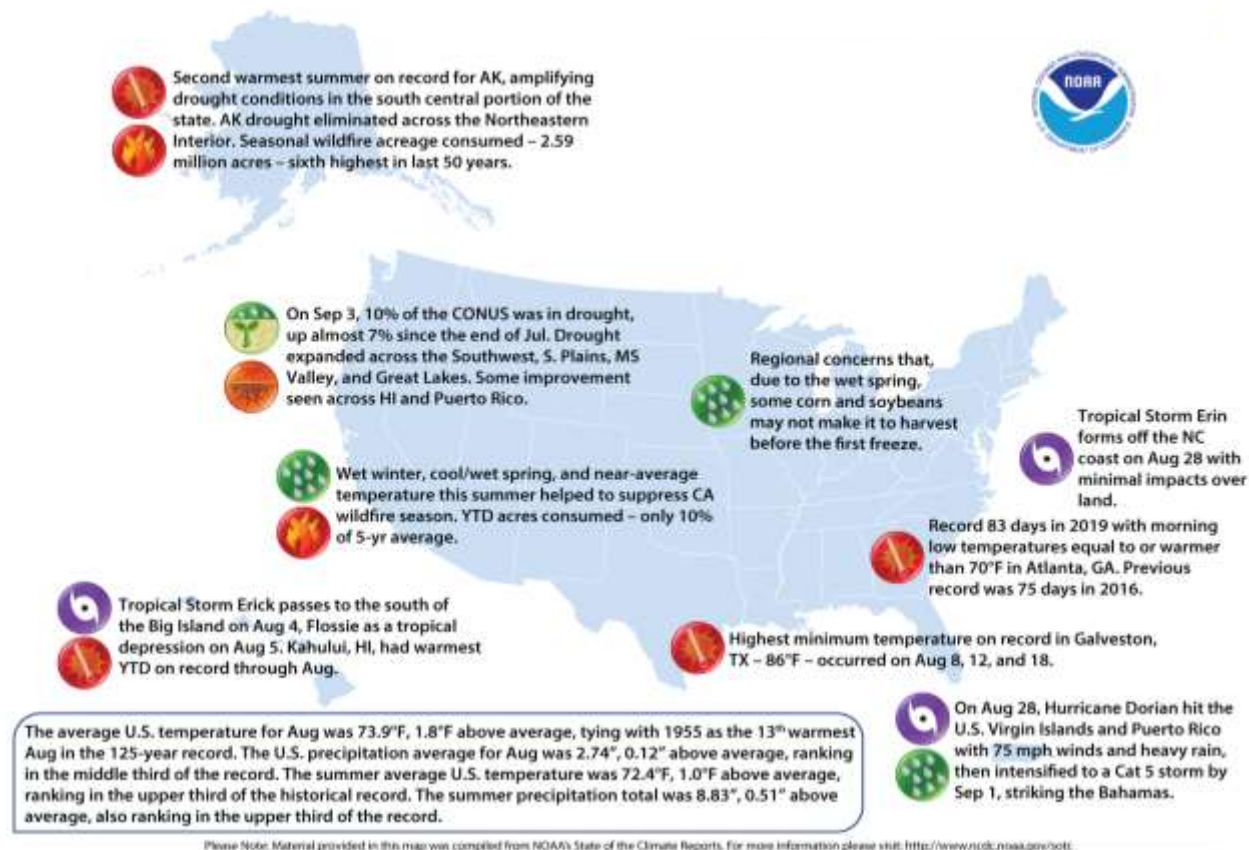 Second warmest summer on record for AK, amplifying
drought conditions in the south central portion of the
state. AK drought eliminated across the Northeastern
Interior. Seasonal wildfire acreage consumed – 2.59
million acres – sixth highest in last 50 years.
NOAA
On Sep 3, 10% of the CONUS was in drought,
up almost 7% since the end of Jul. Drought
expanded across the Southwest, S. Plains, MS
Valley, and Great Lakes. Some improvement
seen across HI and Puerto Rico.
Regional concerns that,
due to the wet spring,
some corn and soybeans
may not make it to harvest
before the first freeze.
Tropical Storm Erin
forms off the NC
coast on Aug 28 with
minimal impacts over
land.
Wet winter, cool/wet spring, and near-average
temperature this summer helped to suppress CA
wildfire season. YTD acres consumed – only 10%
of 5-yr average.
Record 83 days in 2019 with morning
low temperatures equal to or warmer
than 70°F in Atlanta, GA. Previous
record was 75 days in 2016.
Tropical Storm Erick passes to the south of
the Big Island on Aug 4, Flossie as a tropical
depression on Aug 5. Kahului, HI, had warmest
YTD on record through Aug.
Highest minimum temperature on record in Galveston,
TX – 86°F – occurred on Aug 8, 12, and 18.
On Aug 28, Hurricane Dorian hit the
U.S. Virgin Islands and Puerto Rico
with 75 mph winds and heavy rain,
then intensified to a Cat 5 storm by
Sep 1, striking the Bahamas.
The average U.S. temperature for Aug was 73.9°F, 1.8°F above average, tying with 1955 as the 13th warmest
Aug in the 125-year record. The U.S. precipitation average for Aug was 2.74", 0.12" above average, ranking
in the middle third of the record. The summer average U.S. temperature was 72.4°F, 1.0°F above average,
ranking in the upper third of the historical record. The summer precipitation total was 8.83", 0.51" above
average, also ranking in the upper third of the record.
Please Note: Material provided in this map was compiled from NOAA's State of the Climate Reports. For more information please visit: http://www.ncdc.noaa.gov/sotc